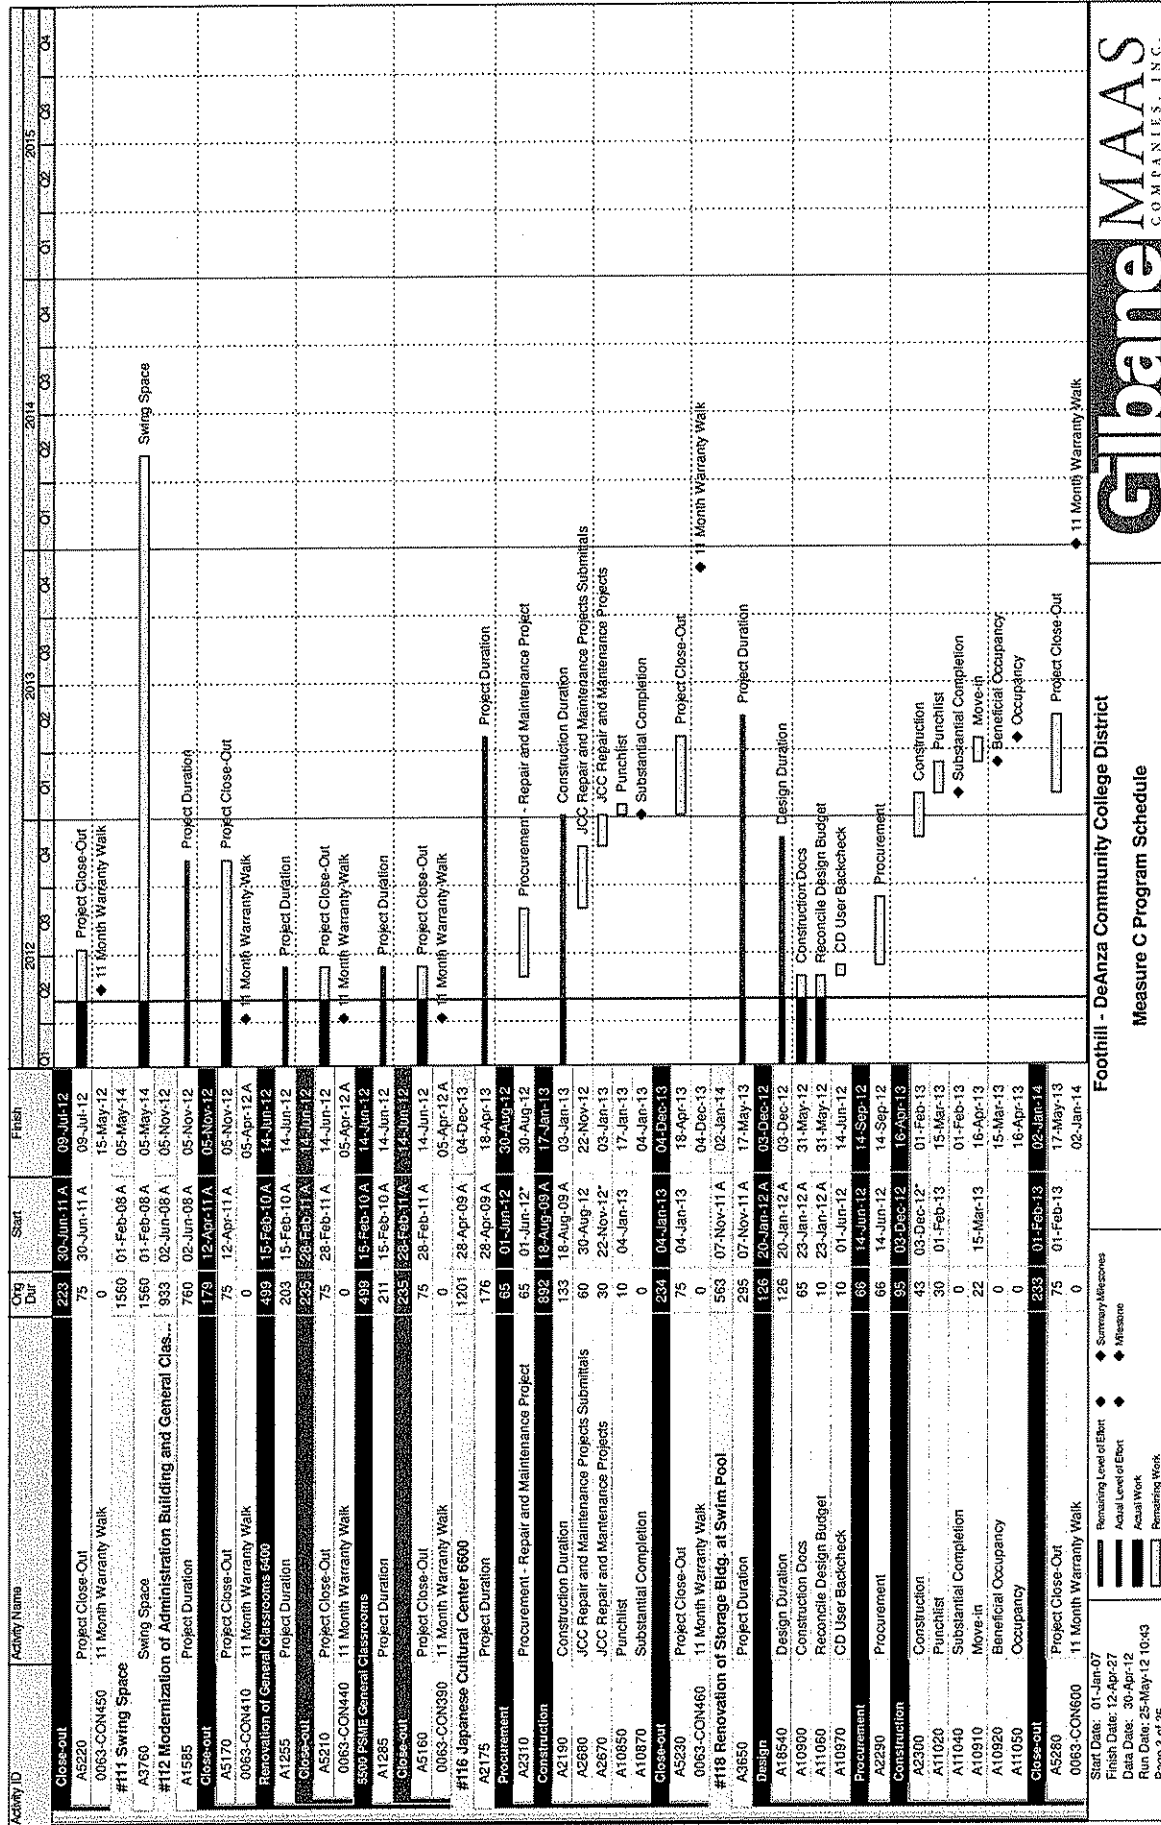 Activity ID Activity Name Orig Dur Start Finish
2012 2013 2014 2015
Q1 Q2 Q3 Q4 Q1 Q2 Q3 Q4 Q1 Q2 Q3 Q4 Q1 Q2 Q3 Q4
Close-out 223 30-Jun-11 A 09-Jul-12
A5220 Project Close-Out 75 30-Jun-11 A 09-Jul-12 Project Close-Out
0063-CON450 11 Month Warranty Walk 0 15-May-12 11 Month Warranty Walk
#111 Swing Space 1560 01-Feb-08 A 05-May-14
A3760 Swing Space 1560 01-Feb-08 A 05-May-14 Swing Space
#112 Modernization of Administration Building and General Clas... 933 02-Jun-08 A 05-Nov-12
A1585 Project Duration 760 02-Jun-08 A 05-Nov-12 Project Duration
Close-out 179 12-Apr-11 A 05-Nov-12
A5170 Project Close-Out 75 12-Apr-11 A 05-Nov-12 Project Close-Out
0063-CON410 11 Month Warranty Walk 0 05-Apr-12 A 11 Month Warranty Walk
Renovation of General Classrooms 6400 499 15-Feb-10 A 14-Jun-12
A1255 Project Duration 203 15-Feb-10 A 14-Jun-12 Project Duration
Close-out 235 28-Feb-11 A 14-Jun-12
A5210 Project Close-Out 75 28-Feb-11 A 14-Jun-12 Project Close-Out
0063-CON440 11 Month Warranty Walk 0 05-Apr-12 A 11 Month Warranty Walk
5500 PSME General Classrooms 499 15-Feb-10 A 14-Jun-12
A1285 Project Duration 211 15-Feb-10 A 14-Jun-12 Project Duration
Close-out 235 28-Feb-11 A 14-Jun-12
A5160 Project Close-Out 75 28-Feb-11 A 14-Jun-12 Project Close-Out
0063-CON390 11 Month Warranty Walk 0 05-Apr-12 A 11 Month Warranty Walk
#116 Japanese Cultural Center 6600 1201 28-Apr-09 A 04-Dec-13
A2175 Project Duration 176 28-Apr-09 A 18-Apr-13 Project Duration
Procurement 65 01-Jun-12 30-Aug-12
A2310 Procurement - Repair and Maintenance Project 65 01-Jun-12* 30-Aug-12 Procurement - Repair and Maintenance Project
Construction 892 18-Aug-09 A 17-Jan-13
A2190 Construction Duration 133 18-Aug-09 A 03-Jan-13 Construction Duration
A2660 JCC Repair and Maintenance Projects Submittals 60 30-Aug-12 22-Nov-12 JCC Repair and Maintenance Projects Submittals
A2670 JCC Repair and Mantenance Projects 30 22-Nov-12* 03-Jan-13 JCC Repair and Mantenance Projects
A10850 Punchlist 10 04-Jan-13 17-Jan-13 Punchlist
A10870 Substantial Completion 0 04-Jan-13 Substantial Completion
Close-out 234 04-Jan-13 04-Dec-13
A5230 Project Close-Out 75 04-Jan-13 18-Apr-13 Project Close-Out
0063-CON460 11 Month Warranty Walk 0 04-Dec-13 11 Month Warranty Walk
#118 Renovation of Storage Bldg. at Swim Pool 563 07-Nov-11 A 02-Jan-14
A3650 Project Duration 295 07-Nov-11 A 17-May-13 Project Duration
Design 126 20-Jan-12 A 03-Dec-12
A18540 Design Duration 126 20-Jan-12 A 03-Dec-12 Design Duration
A10900 Construction Docs 65 23-Jan-12 A 31-May-12 Construction Docs
A11060 Reconcile Design Budget 10 23-Jan-12 A 31-May-12 Reconcile Design Budget
A10970 CD User Backcheck 10 01-Jun-12 14-Jun-12 CD User Backcheck
Procurement 66 14-Jun-12 14-Sep-12
A2290 Procurement 66 14-Jun-12 14-Sep-12 Procurement
Construction 95 03-Dec-12 16-Apr-13
A2300 Construction 43 03-Dec-12* 01-Feb-13 Construction
A11020 Punchlist 30 01-Feb-13 15-Mar-13 Punchlist
A11040 Substantial Completion 0 01-Feb-13 Substantial Completion
A10910 Move-in 22 15-Mar-13 16-Apr-13 Move-in
A10920 Beneficial Occupancy 0 15-Mar-13 Beneficial Occupancy
A11050 Occupancy 0 16-Apr-13 Occupancy
Close-out 233 01-Feb-13 02-Jan-14
A5280 Project Close-Out 75 01-Feb-13 17-May-13 Project Close-Out
0063-CON600 11 Month Warranty Walk 0 02-Jan-14 11 Month Warranty Walk
Start Date: 01-Jan-07
Finish Date: 12-Apr-27
Data Date: 30-Apr-12
Run Date: 25-May-12 10:43
Remaining Level of Effort Summary Milestones
Actual Level of Effort Milestone
Actual Work
Remaining Work
Foothill - DeAnza Community College District
Measure C Program Schedule
Gilbane MAAS
COMPANIES, INC.